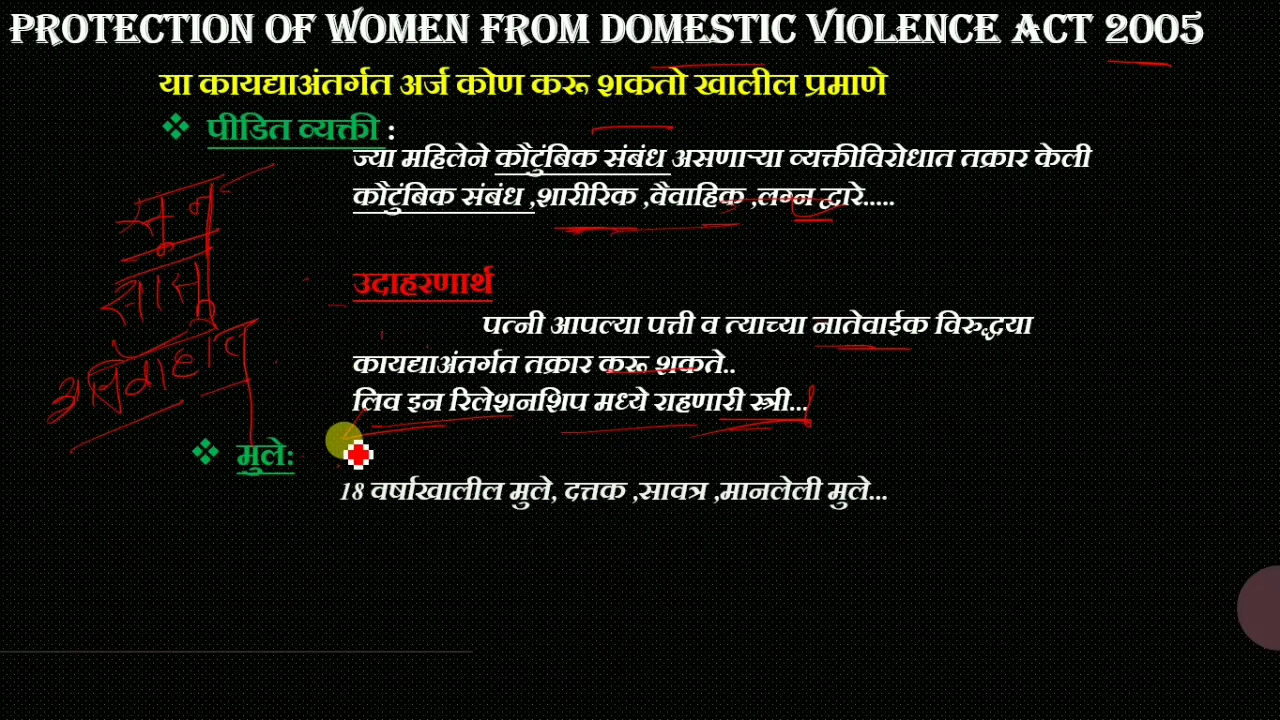 PROTECTION OF WOMEN FROM DOMESTIC VIOLENCE ACT 2005
या कायद्याअंतर्गत अर्ज कोण करू शकतो खालील प्रमाणे
❖ पीडित व्यक्ती :
ज्या महिलेने कौटुंबिक संबंध असणाऱ्या व्यक्तीविरोधात तक्रार केली
कौटुंबिक संबंध ,शारीरिक ,वैवाहिक ,लग्न द्वारे.....
सून
सासू
अविवाहीत
उदाहरणार्थ
पत्नी आपल्या पत्ती व त्याच्या नातेवाईक विरुद्धया
कायद्याअंतर्गत तक्रार करू शकते..
लिव इन रिलेशनशिप मध्ये राहणारी स्त्री...
❖ मुले:
18 वर्षाखालील मुले, दत्तक ,सावत्र ,मानलेली मुले...